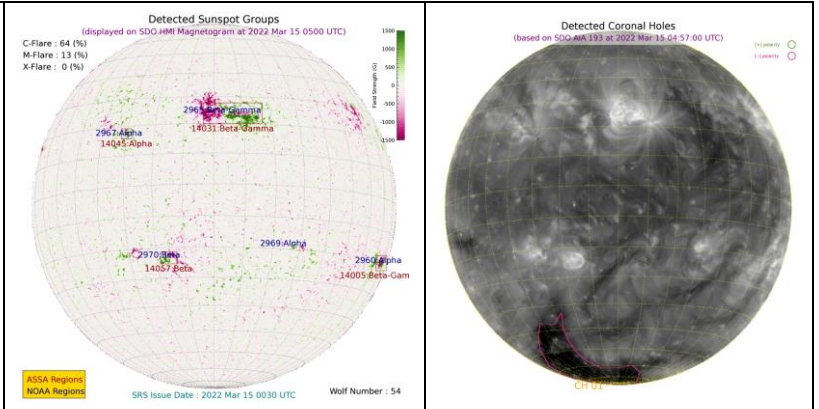 Detected Sunspot Groups
(displayed on SDO HMI Magnetogram at 2022 Mar 15 0500 UTC)
C-Flare : 64 (%)
M-Flare : 13 (%)
X-Flare : 0 (%)
1500
1000
500
0
-500
-1000
-1500
Field Strength (G)
2965:Beta-Gamma
14031:Beta-Gamma
2967:Alpha
14045:Alpha
2969:Alpha
2970:Beta
14057:Beta
2960:Alpha
14005:Beta-Gam
ASSA Regions
NOAA Regions
SRS Issue Date : 2022 Mar 15 0030 UTC
Wolf Number : 54
Detected Coronal Holes
(based on SDO AIA 193 at 2022 Mar 15 04:57:00 UTC)
(+) polarity
(-) polarity
CH 01